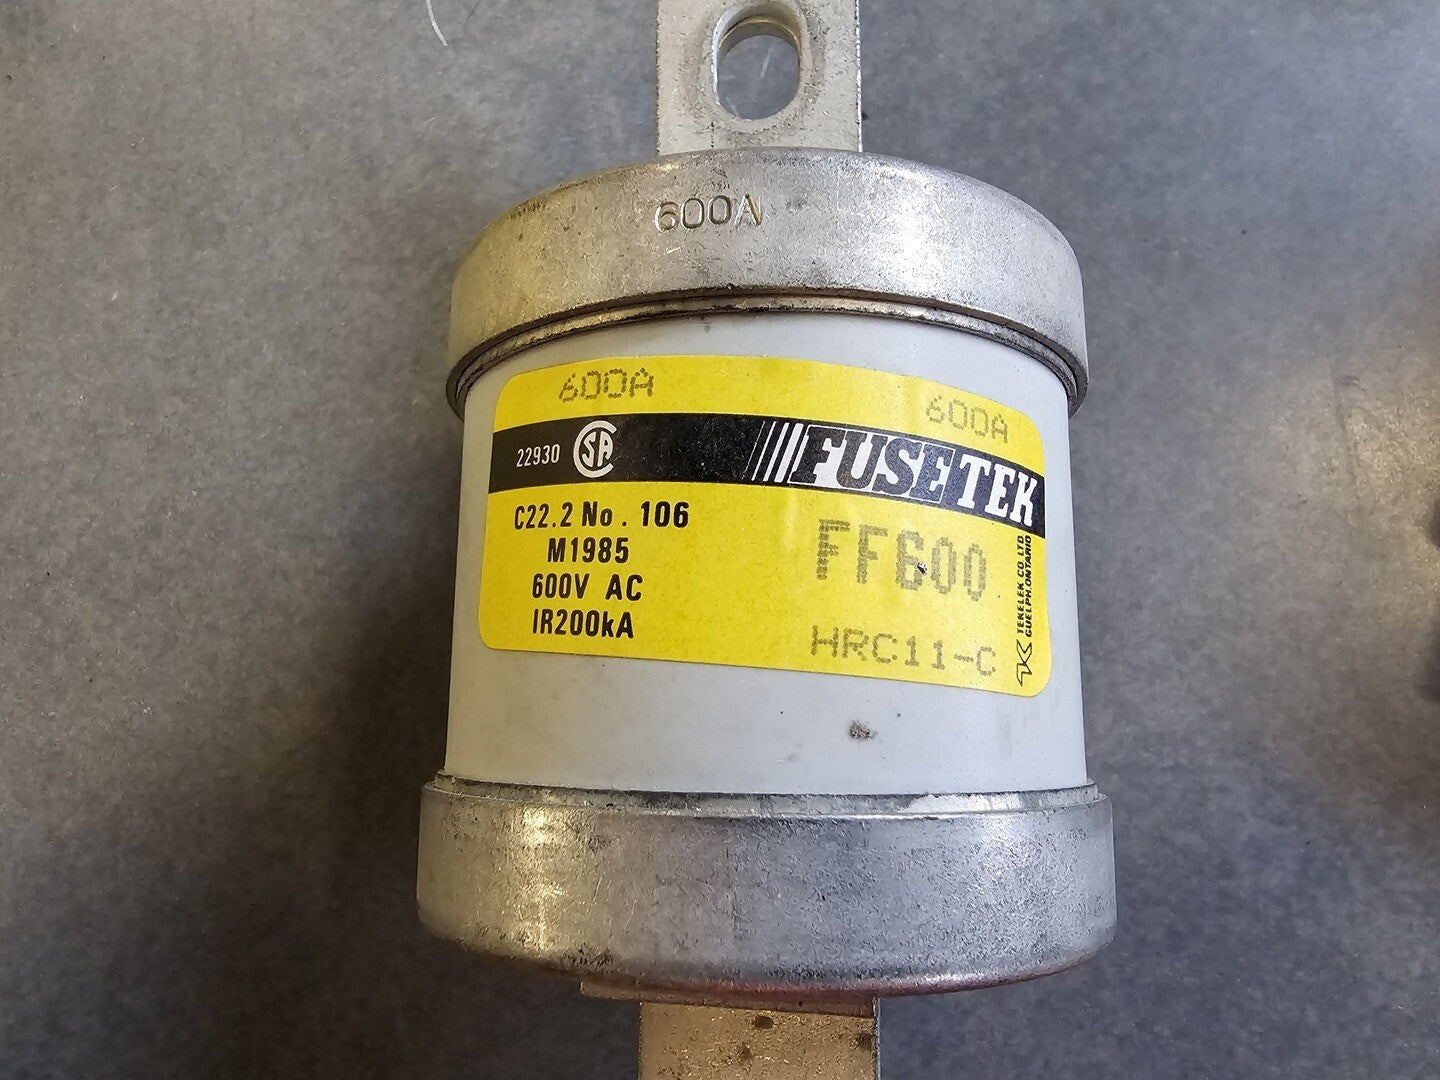 600A
600A
600A
22930 CSA
FUSETEK
C22.2 No. 106
M1985
600V AC
IR200kA
FF600
HRC11-C
TEKELEK CO LTD
GUELPH.ONTARIO